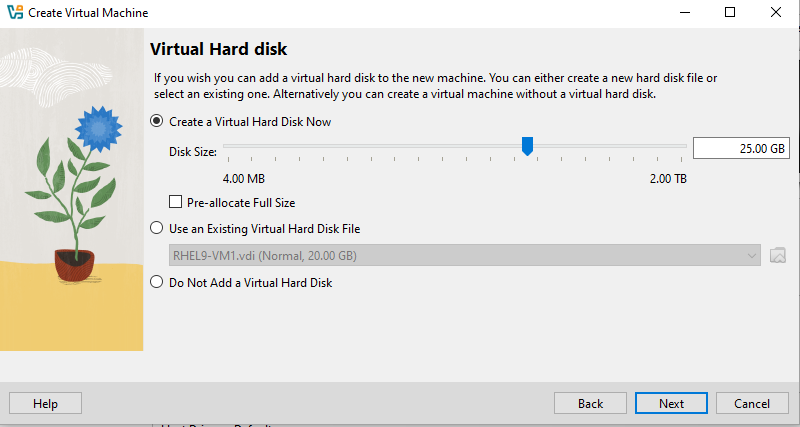 Create Virtual Machine
Virtual Hard disk
If you wish you can add a virtual hard disk to the new machine. You can either create a new hard disk file or
select an existing one. Alternatively you can create a virtual machine without a virtual hard disk.
Create a Virtual Hard Disk Now
Disk Size:
25.00 GB
4.00 MB
2.00 TB
Pre-allocate Full Size
Use an Existing Virtual Hard Disk File
RHEL9-VM1.vdi (Normal, 20.00 GB)
Do Not Add a Virtual Hard Disk
Help
Back
Next
Cancel